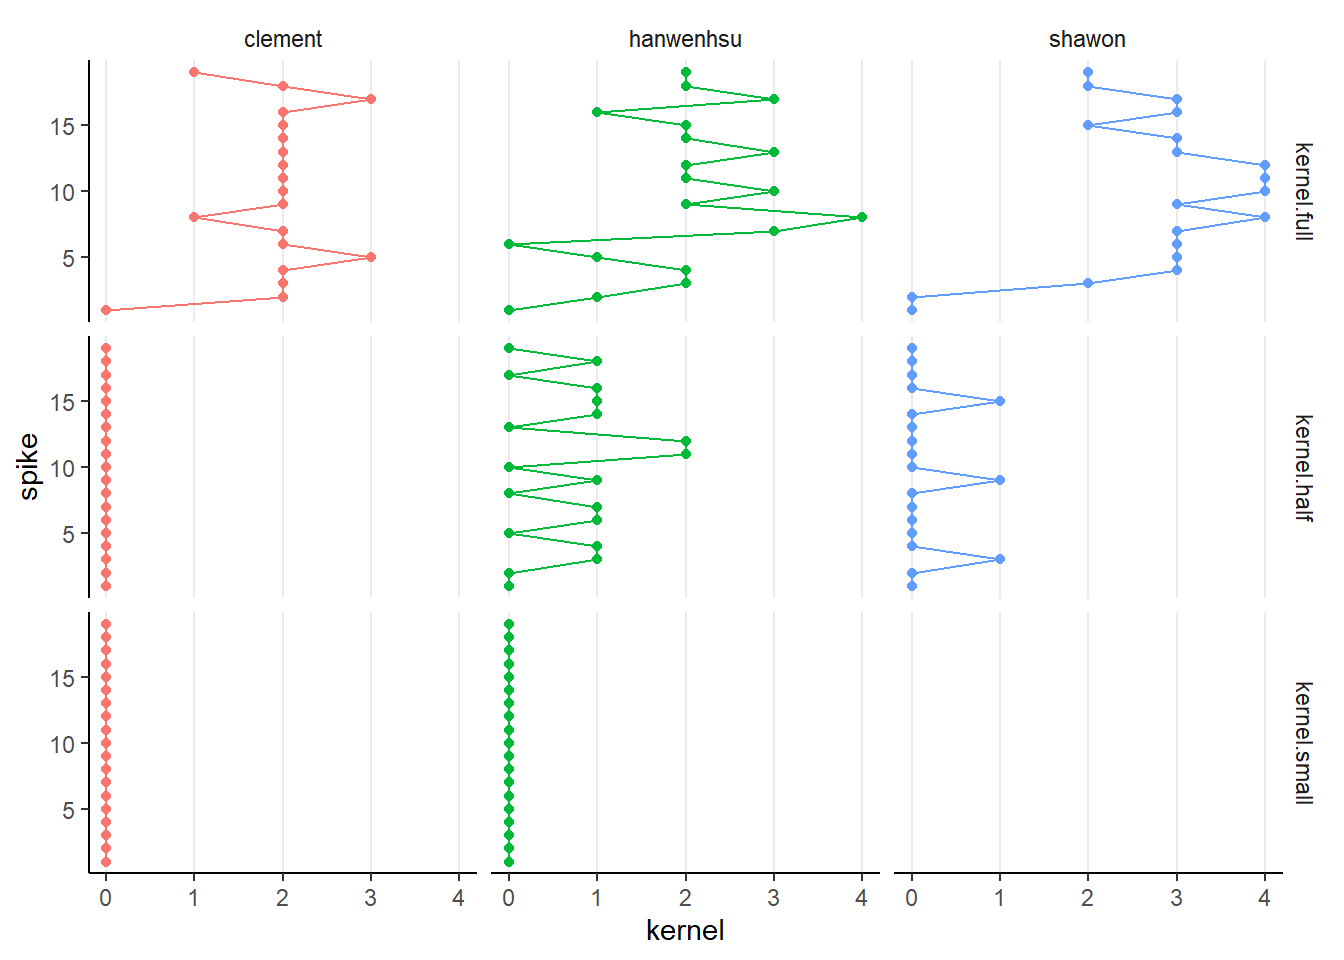 clement hanwenhsu shawon
15
10
5
kernel.full
15
10
5
kernel.half
15
10
5
kernel.small
spike
0 1 2 3 4 0 1 2 3 4 0 1 2 3 4
kernel